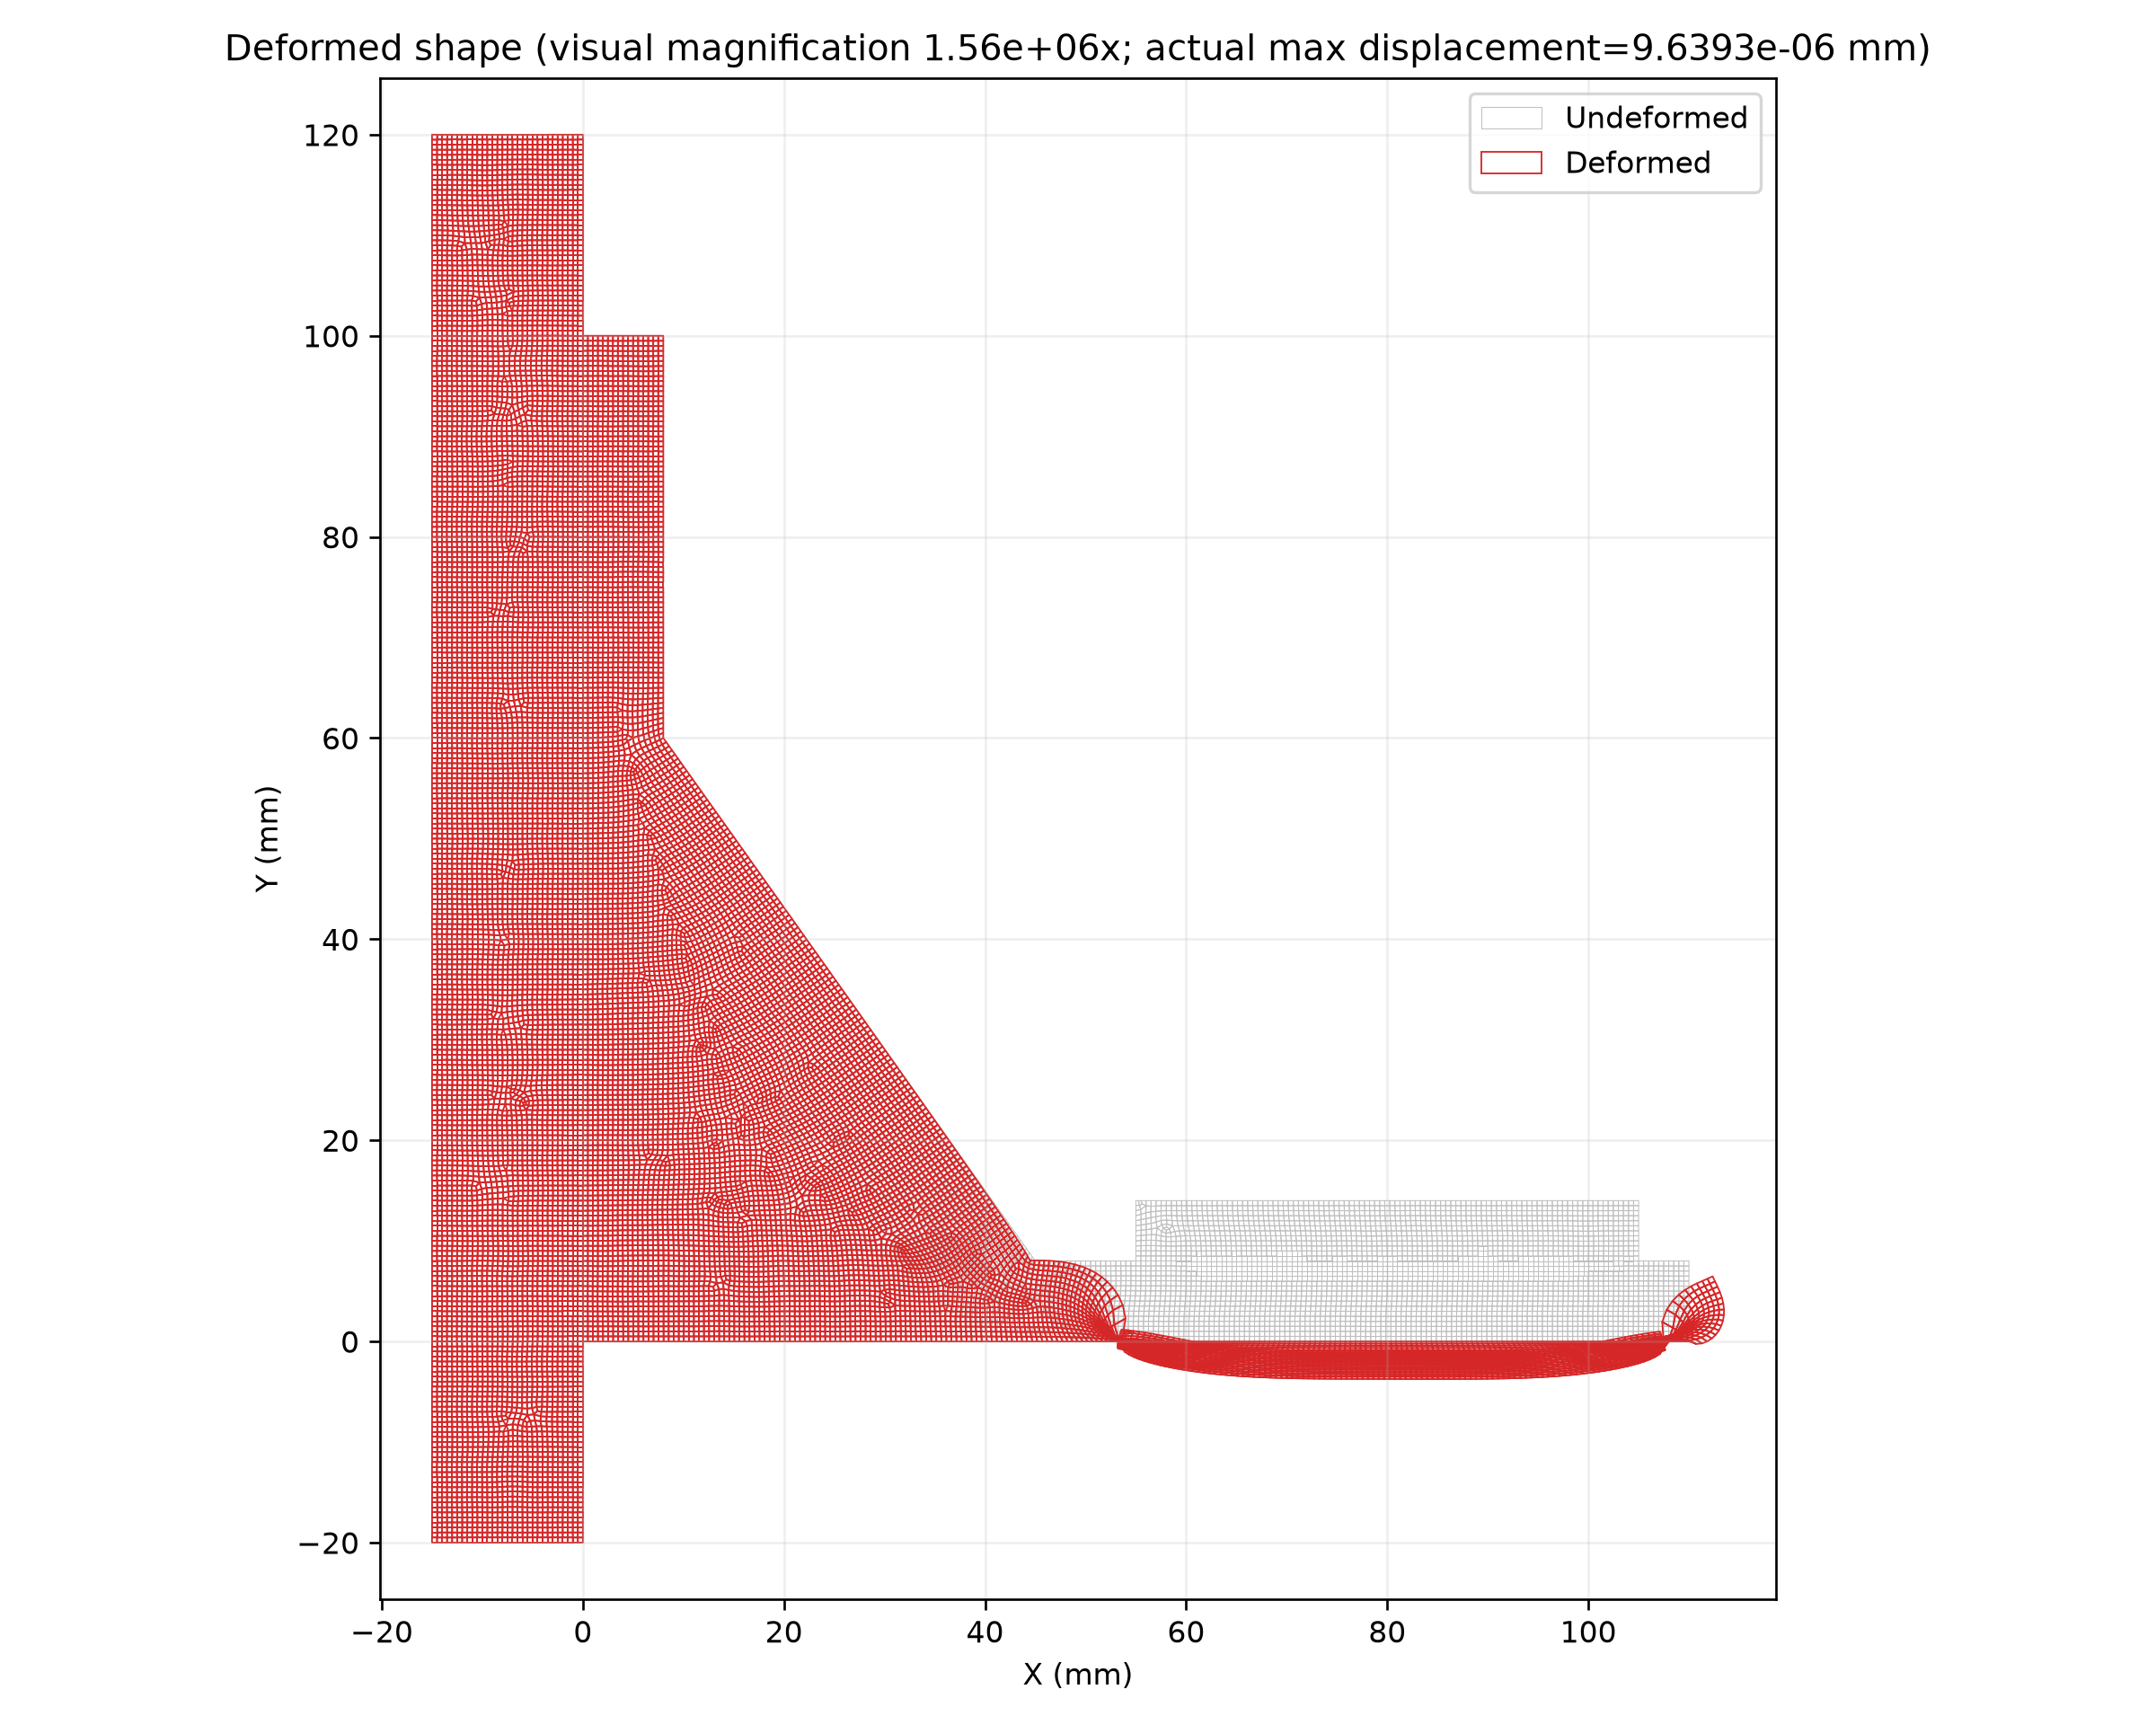 Deformed shape (visual magnification 1.56e+06x; actual max displacement=9.6393e-06 mm)
Undeformed
Deformed
120
100
80
60
40
20
0
−20
Y (mm)
−20 0 20 40 60 80 100
X (mm)